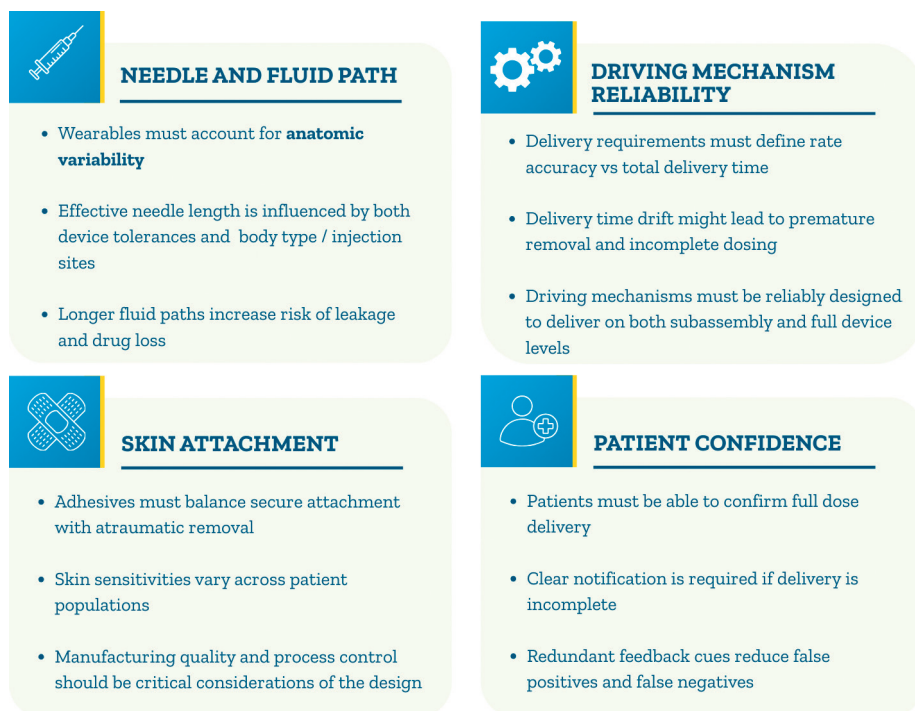 NEEDLE AND FLUID PATH
• Wearables must account for anatomic
variability
• Effective needle length is influenced by both
device tolerances and body type / injection
sites
• Longer fluid paths increase risk of leakage
and drug loss
DRIVING MECHANISM
RELIABILITY
• Delivery requirements must define rate
accuracy vs total delivery time
• Delivery time drift might lead to premature
removal and incomplete dosing
• Driving mechanisms must be reliably designed
to deliver on both subassembly and full device
levels
SKIN ATTACHMENT
• Adhesives must balance secure attachment
with atraumatic removal
• Skin sensitivities vary across patient
populations
• Manufacturing quality and process control
should be critical considerations of the design
PATIENT CONFIDENCE
• Patients must be able to confirm full dose
delivery
• Clear notification is required if delivery is
incomplete
• Redundant feedback cues reduce false
positives and false negatives